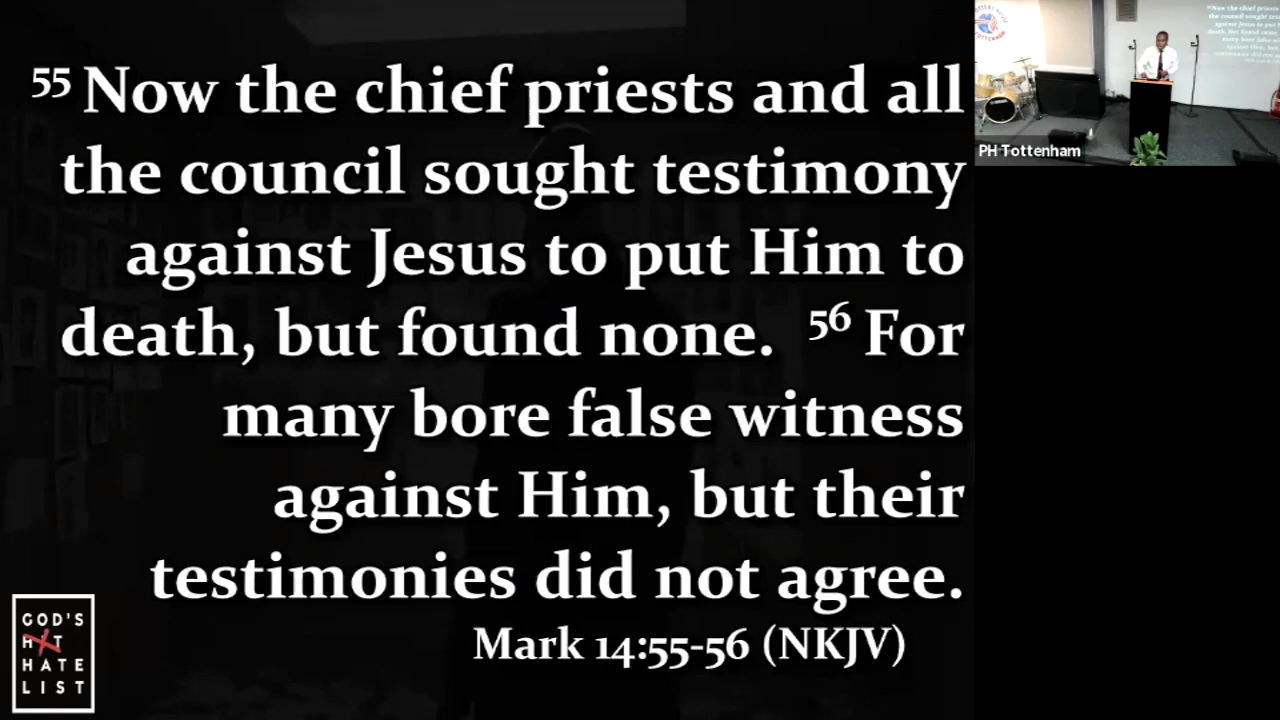 55 Now the chief priests and all
the council sought testimony
against Jesus to put Him to
death, but found none. 56 For
many bore false witness
against Him, but their
testimonies did not agree.
Mark 14:55-56 (NKJV)
GOD'S
HIT
HATE
LIST
PH Tottenham
TOTTENHAM